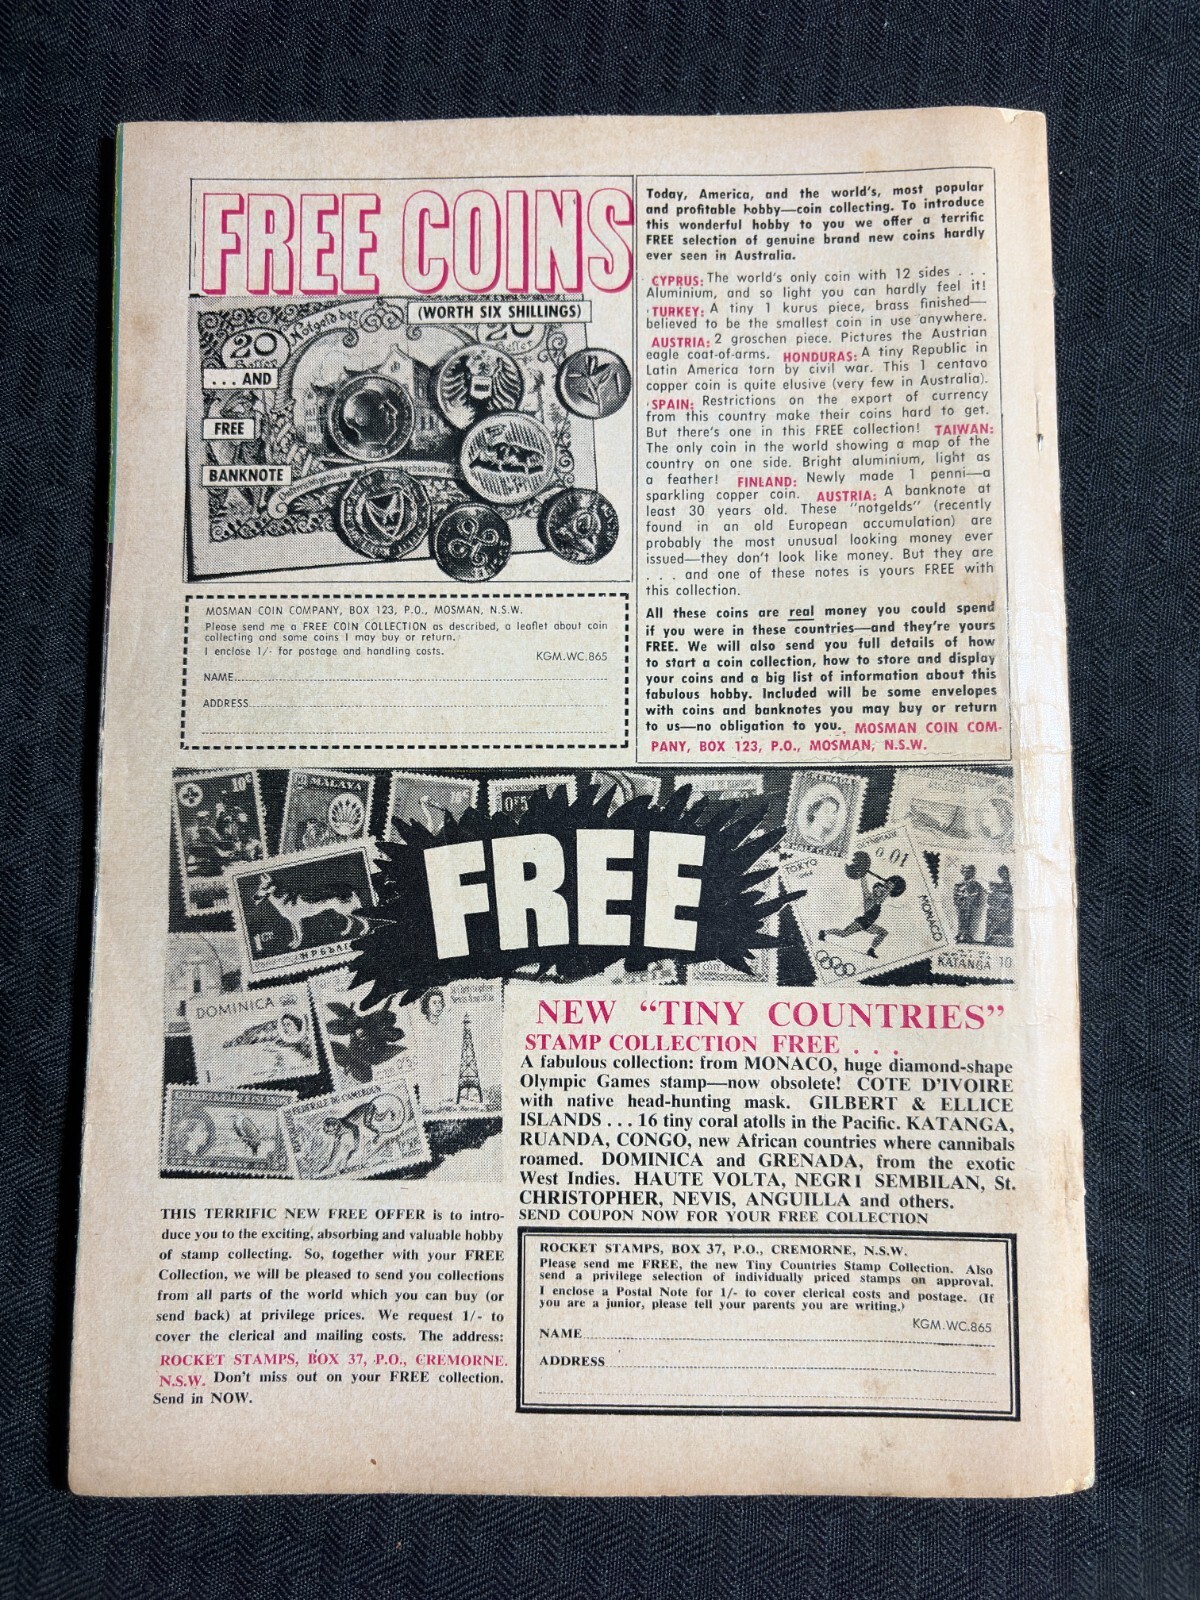 FREE COINS
(WORTH SIX SHILLINGS)
20
Notgeld der
20
. . . AND
FREE
BANKNOTE
MOSMAN COIN COMPANY, BOX 123, P.O., MOSMAN, N.S.W.
Please send me a FREE COIN COLLECTION as described, a leaflet about coin
collecting and some coins I may buy or return.
I enclose 1/- for postage and handling costs.
KGM.WC.865
NAME
ADDRESS
Today, America, and the world's, most popular
and profitable hobby—coin collecting. To introduce
this wonderful hobby to you we offer a terrific
FREE selection of genuine brand new coins hardly
ever seen in Australia.
CYPRUS: The world's only coin with 12 sides . . .
Aluminium, and so light you can hardly feel it!
TURKEY: A tiny 1 kurus piece, brass finished—
believed to be the smallest coin in use anywhere.
AUSTRIA: 2 groschen piece. Pictures the Austrian
eagle coat-of-arms. HONDURAS: A tiny Republic in
Latin America torn by civil war. This 1 centavo
copper coin is quite elusive (very few in Australia).
SPAIN: Restrictions on the export of currency
from this country make their coins hard to get.
But there's one in this FREE collection! TAIWAN:
The only coin in the world showing a map of the
country on one side. Bright aluminium, light as
a feather! FINLAND: Newly made 1 penni—a
sparkling copper coin. AUSTRIA: A banknote at
least 30 years old. These "notgelds" (recently
found in an old European accumulation) are
probably the most unusual looking money ever
issued—they don't look like money. But they are
. . . and one of these notes is yours FREE with
this collection.
All these coins are real money you could spend
if you were in these countries—and they're yours
FREE. We will also send you full details of how
to start a coin collection, how to store and display
your coins and a big list of information about this
fabulous hobby. Included will be some envelopes
with coins and banknotes you may buy or return
to us—no obligation to you. MOSMAN COIN COM-
PANY, BOX 123, P.O., MOSMAN, N.S.W.
10c
MALAYA
GRENADA
HALF CENT
FREE
TOKYO
1964
OLYMPIADE
0·01
MONACO
KATANGA 10
DOMINICA
FEDERALE DU CAMEROUN
NEW "TINY COUNTRIES"
STAMP COLLECTION FREE . . .
A fabulous collection: from MONACO, huge diamond-shape
Olympic Games stamp—now obsolete! COTE D'IVOIRE
with native head-hunting mask. GILBERT & ELLICE
ISLANDS . . . 16 tiny coral atolls in the Pacific. KATANGA,
RUANDA, CONGO, new African countries where cannibals
roamed. DOMINICA and GRENADA, from the exotic
West Indies. HAUTE VOLTA, NEGRI SEMBILAN, St.
CHRISTOPHER, NEVIS, ANGUILLA and others.
SEND COUPON NOW FOR YOUR FREE COLLECTION
THIS TERRIFIC NEW FREE OFFER is to intro-
duce you to the exciting, absorbing and valuable hobby
of stamp collecting. So, together with your FREE
Collection, we will be pleased to send you collections
from all parts of the world which you can buy (or
send back) at privilege prices. We request 1/- to
cover the clerical and mailing costs. The address:
ROCKET STAMPS, BOX 37, P.O., CREMORNE,
N.S.W. Don't miss out on your FREE collection.
Send in NOW.
ROCKET STAMPS, BOX 37, P.O., CREMORNE, N.S.W.
Please send me FREE, the new Tiny Countries Stamp Collection. Also
send a privilege selection of individually priced stamps on approval.
I enclose a Postal Note for 1/- to cover clerical costs and postage. (If
you are a junior, please tell your parents you are writing.)
KGM.WC.865
NAME
ADDRESS